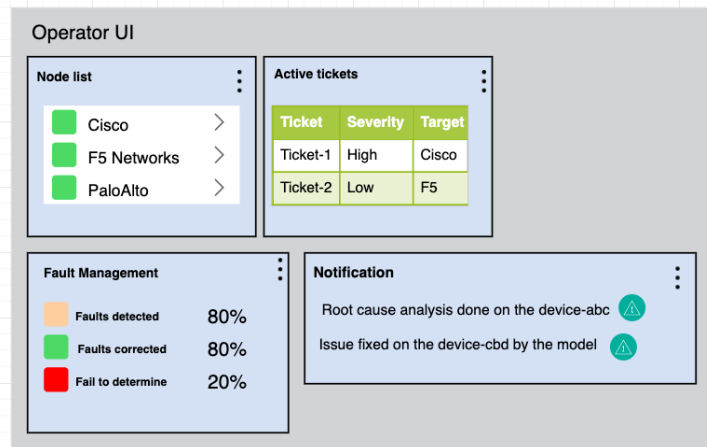 Operator UI
Node list
Cisco
F5 Networks
PaloAlto
Active tickets
Ticket Severity Target
Ticket-1 High Cisco
Ticket-2 Low F5
Fault Management
Faults detected 80%
Faults corrected 80%
Fail to determine 20%
Notification
Root cause analysis done on the device-abc
Issue fixed on the device-cbd by the model